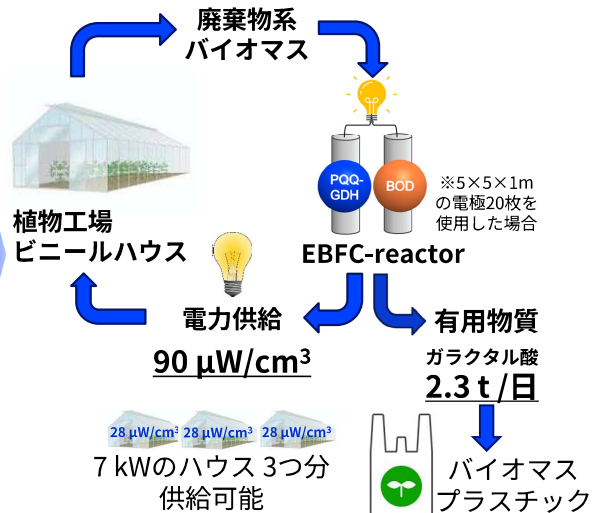 廃棄物系
バイオマス
PQQ-
GDH
BOD
※5×5×1m
の電極20枚を
使用した場合
EBFC-reactor
植物工場
ビニールハウス
電力供給
90 μW/cm³
有用物質
ガラクタル酸
2.3 t /日
28 μW/cm³ 28 μW/cm³ 28 μW/cm³
7 kWのハウス 3つ分
供給可能
バイオマス
プラスチック